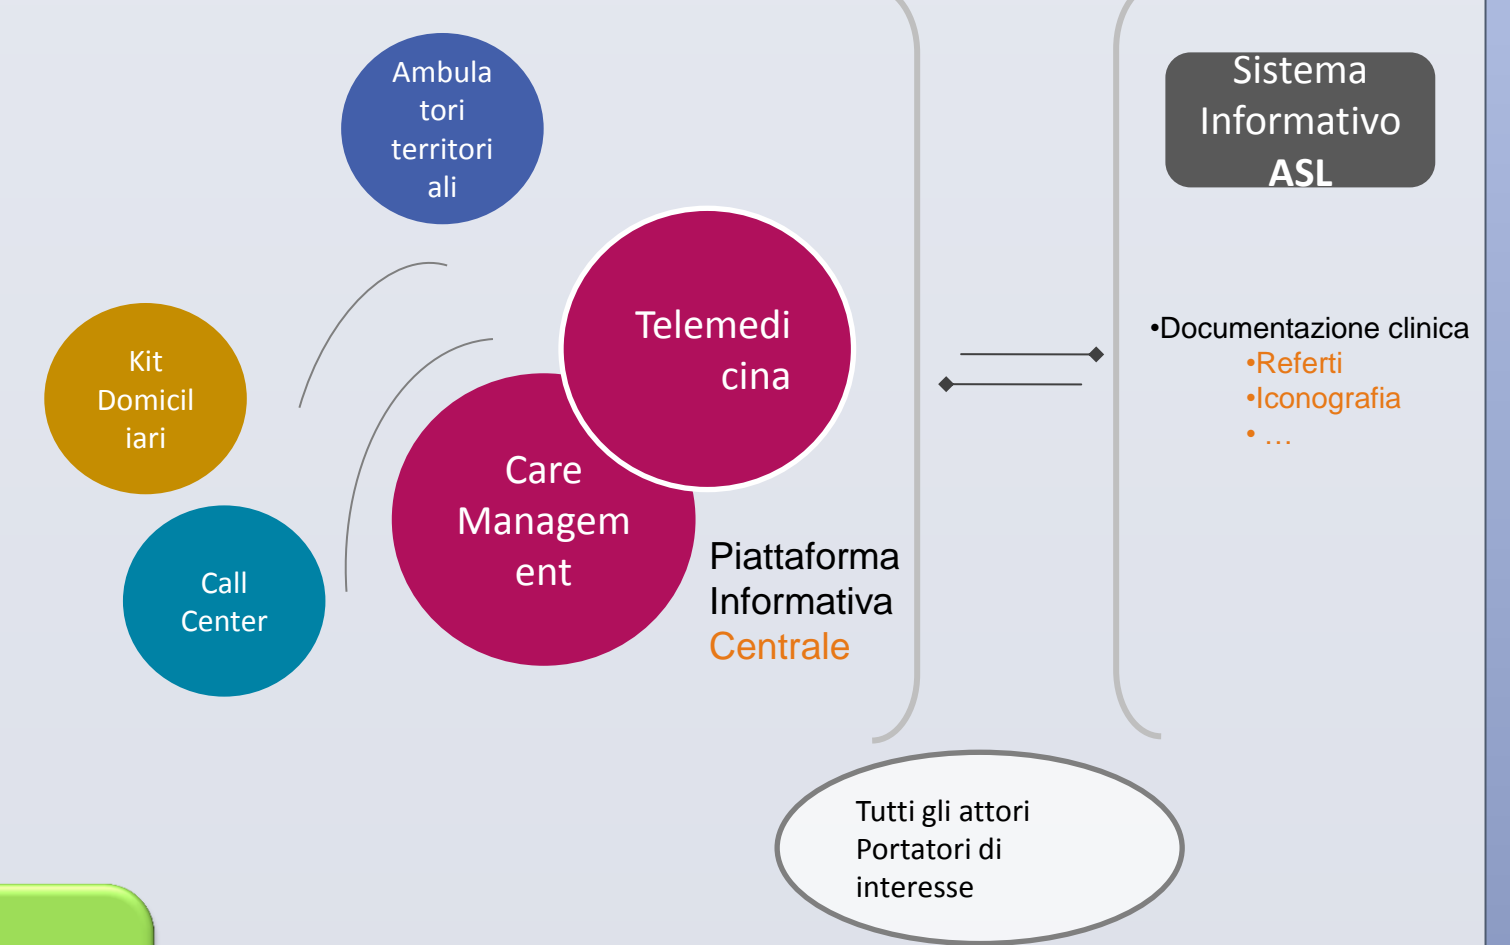 Ambula
tori
territori
ali
Sistema
Informativo
ASL
Telemedi
cina
Kit
Domicil
iari
•Documentazione clinica
•Referti
•Iconografia
• …
Care
Managem
ent
Call
Center
Piattaforma
Informativa
Centrale
Tutti gli attori
Portatori di
interesse